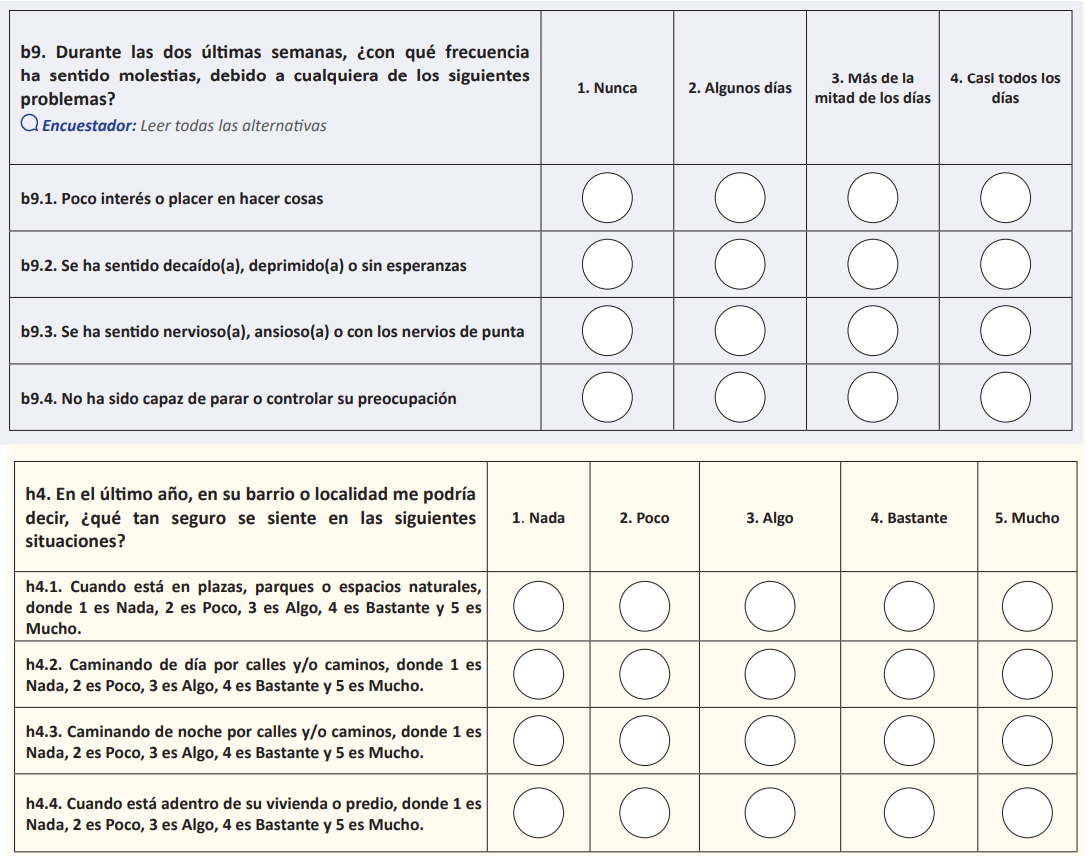 b9. Durante las dos últimas semanas, ¿con qué frecuencia
ha sentido molestias, debido a cualquiera de los siguientes
problemas?
Encuestador: Leer todas las alternativas
1. Nunca
2. Algunos días
3. Más de la
mitad de los días
4. Casi todos los
días
b9.1. Poco interés o placer en hacer cosas
b9.2. Se ha sentido decaído(a), deprimido(a) o sin esperanzas
b9.3. Se ha sentido nervioso(a), ansioso(a) o con los nervios de punta
b9.4. No ha sido capaz de parar o controlar su preocupación
h4. En el último año, en su barrio o localidad me podría
decir, ¿qué tan seguro se siente en las siguientes
situaciones?
1. Nada
2. Poco
3. Algo
4. Bastante
5. Mucho
h4.1. Cuando está en plazas, parques o espacios naturales,
donde 1 es Nada, 2 es Poco, 3 es Algo, 4 es Bastante y 5 es
Mucho.
h4.2. Caminando de día por calles y/o caminos, donde 1 es
Nada, 2 es Poco, 3 es Algo, 4 es Bastante y 5 es Mucho.
h4.3. Caminando de noche por calles y/o caminos, donde 1 es
Nada, 2 es Poco, 3 es Algo, 4 es Bastante y 5 es Mucho.
h4.4. Cuando está adentro de su vivienda o predio, donde 1 es
Nada, 2 es Poco, 3 es Algo, 4 es Bastante y 5 es Mucho.